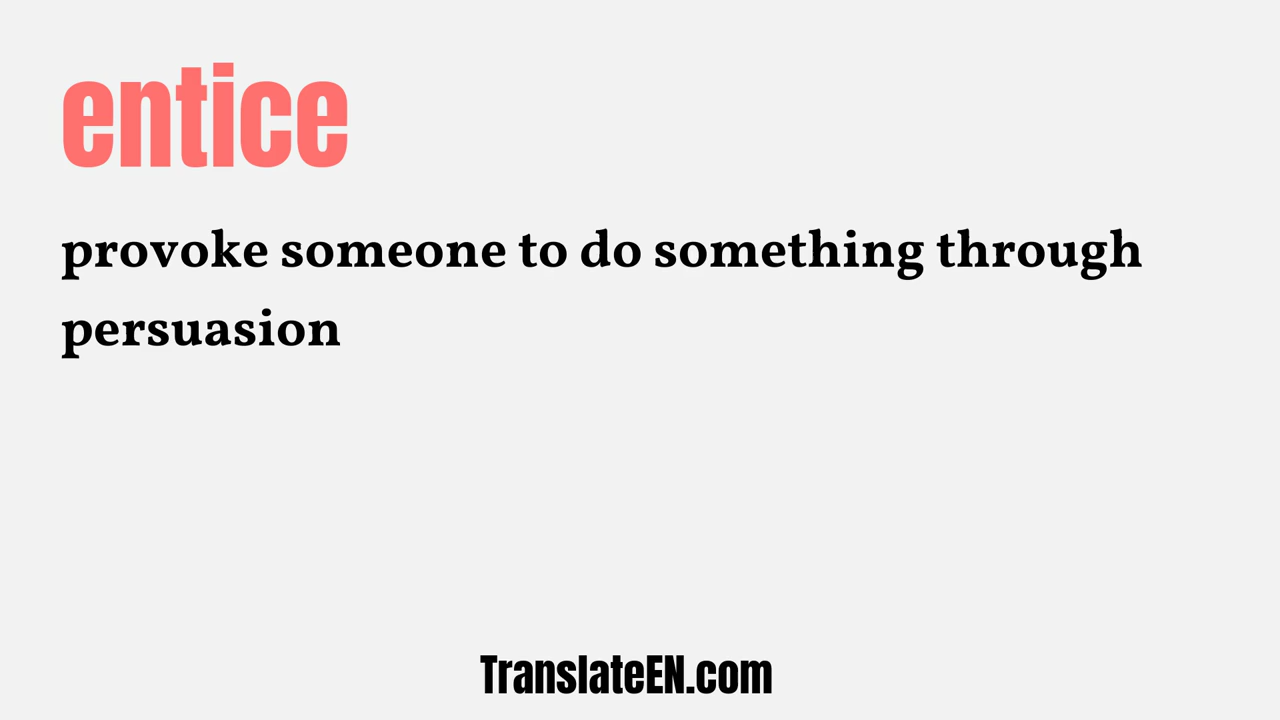 entice
provoke someone to do something through
persuasion
TranslateEN.com